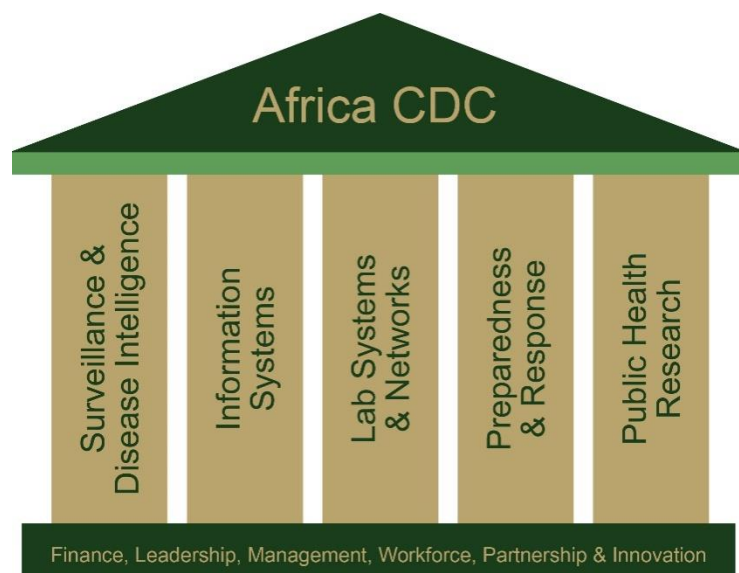 Africa CDC
Surveillance &
Disease Intelligence
Information
Systems
Lab Systems
& Networks
Preparedness
& Response
Public Health
Research
Finance, Leadership, Management, Workforce, Partnership & Innovation